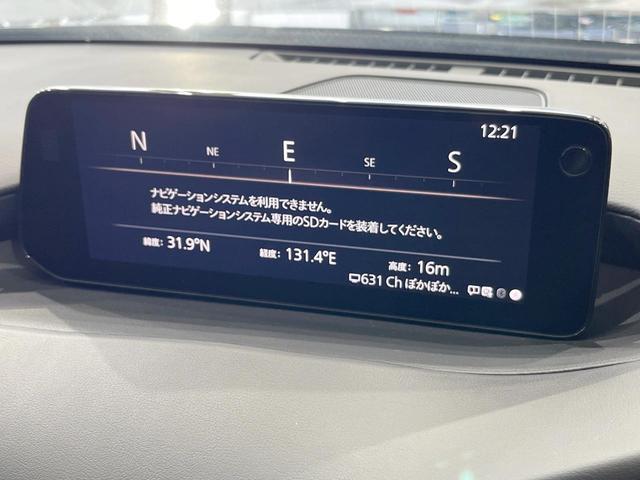 12:21
N NE E SE S
ナビゲーションシステムを利用できません。
純正ナビゲーションシステム専用のSDカードを装着してください。
緯度: 31.9°N 経度: 131.4°E 高度: 16m
631 Ch ぽかぽか...